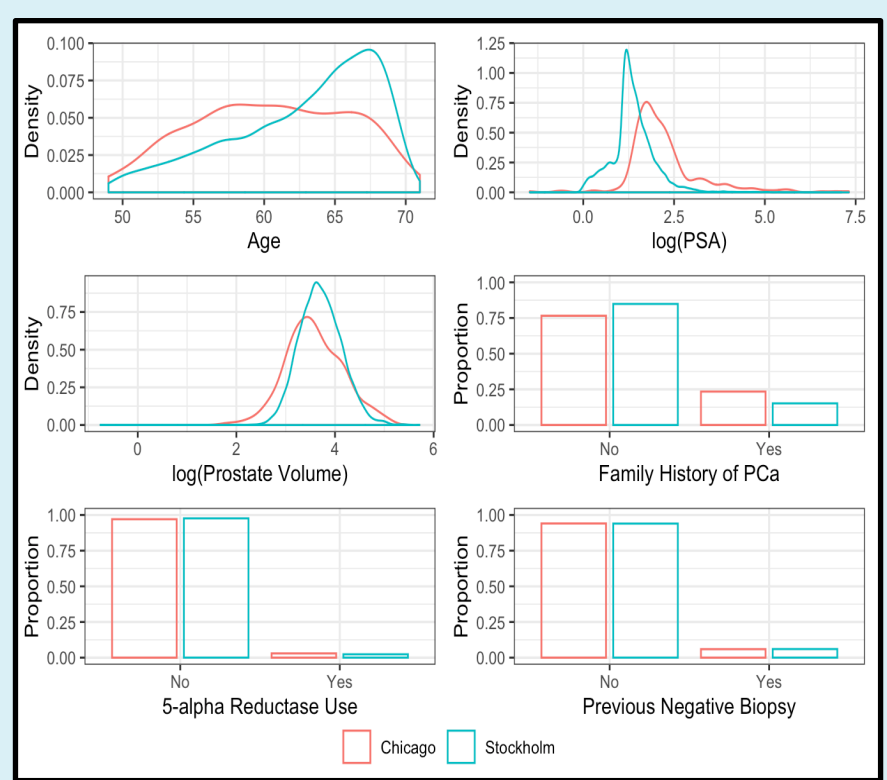 0.100
0.075
0.050
0.025
0.000
Density
50 55 60 65 70
Age
1.25
1.00
0.75
0.50
0.25
0.00
Density
0.0 2.5 5.0 7.5
log(PSA)
0.75
0.50
0.25
0.00
Density
0 2 4 6
log(Prostate Volume)
1.00
0.75
0.50
0.25
0.00
Proportion
No Yes
Family History of PCa
1.00
0.75
0.50
0.25
0.00
Proportion
No Yes
5-alpha Reductase Use
1.00
0.75
0.50
0.25
0.00
Proportion
No Yes
Previous Negative Biopsy
Chicago Stockholm